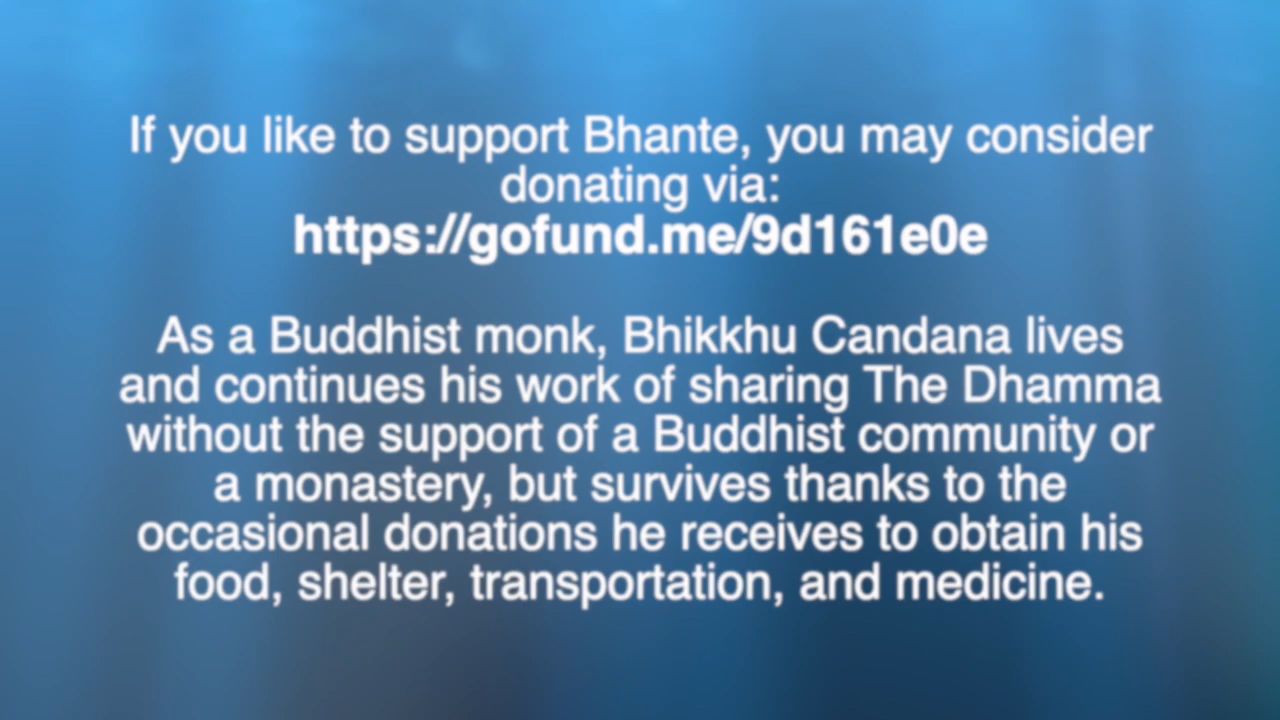 If you like to support Bhante, you may consider
donating via:
https://gofund.me/9d161e0e
As a Buddhist monk, Bhikkhu Candana lives
and continues his work of sharing The Dhamma
without the support of a Buddhist community or
a monastery, but survives thanks to the
occasional donations he receives to obtain his
food, shelter, transportation, and medicine.